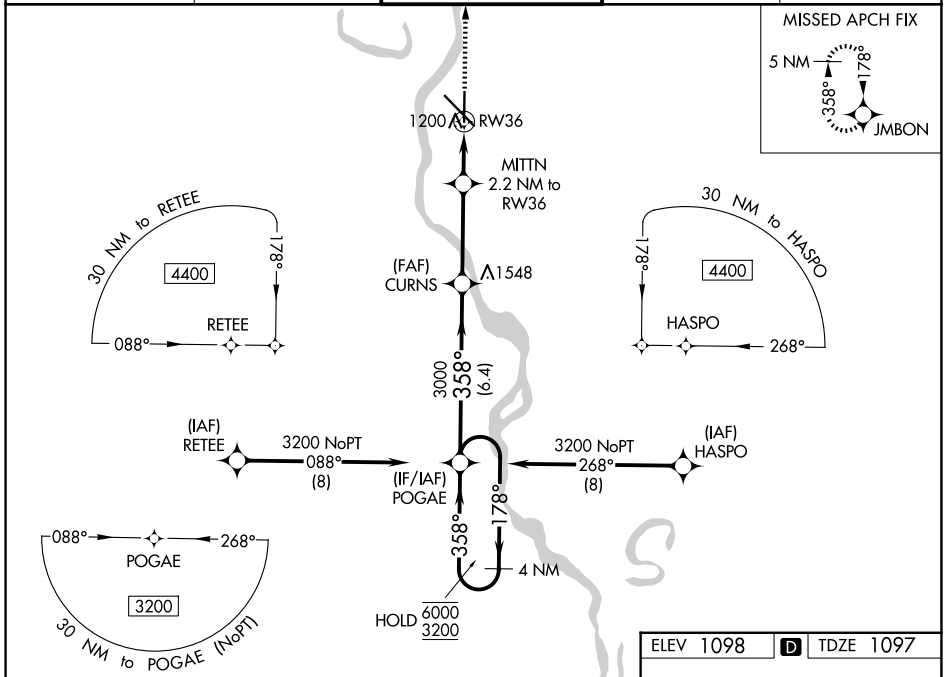 MISSED APCH FIX
5 NM
358°
178°
JMBON
1200
RW36
MITTN
2.2 NM to
RW36
30 NM to RETEE
4400
178°
RETEE
088°
(FAF)
CURNS
1548
30 NM to HASPO
4400
178°
HASPO
268°
3000
358°
(6.4)
(IAF)
RETEE
3200 NoPT
088°
(8)
(IF/IAF)
POGAE
3200 NoPT
268°
(8)
(IAF)
HASPO
358°
178°
4 NM
HOLD
6000
3200
088°
268°
POGAE
3200
30 NM to POGAE (NoPT)
ELEV 1098
D
TDZE 1097